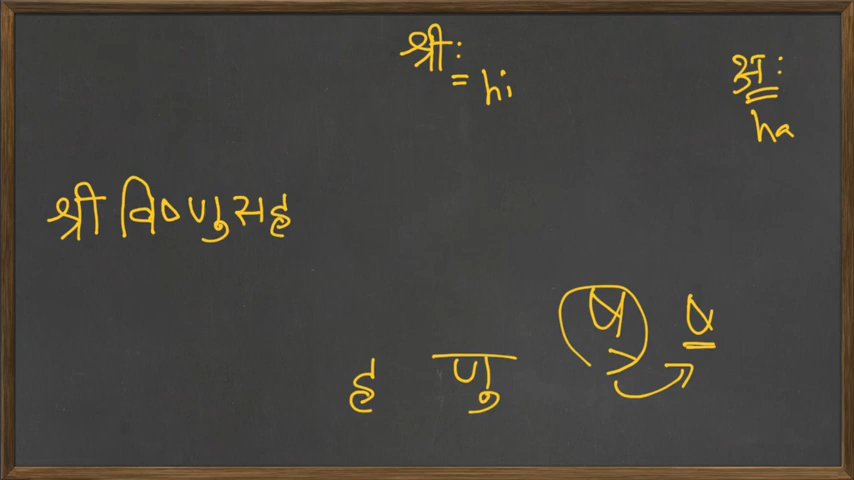 श्रीः
hi
अः
ha
श्री विष्णुसह
ह णु ष् ष्